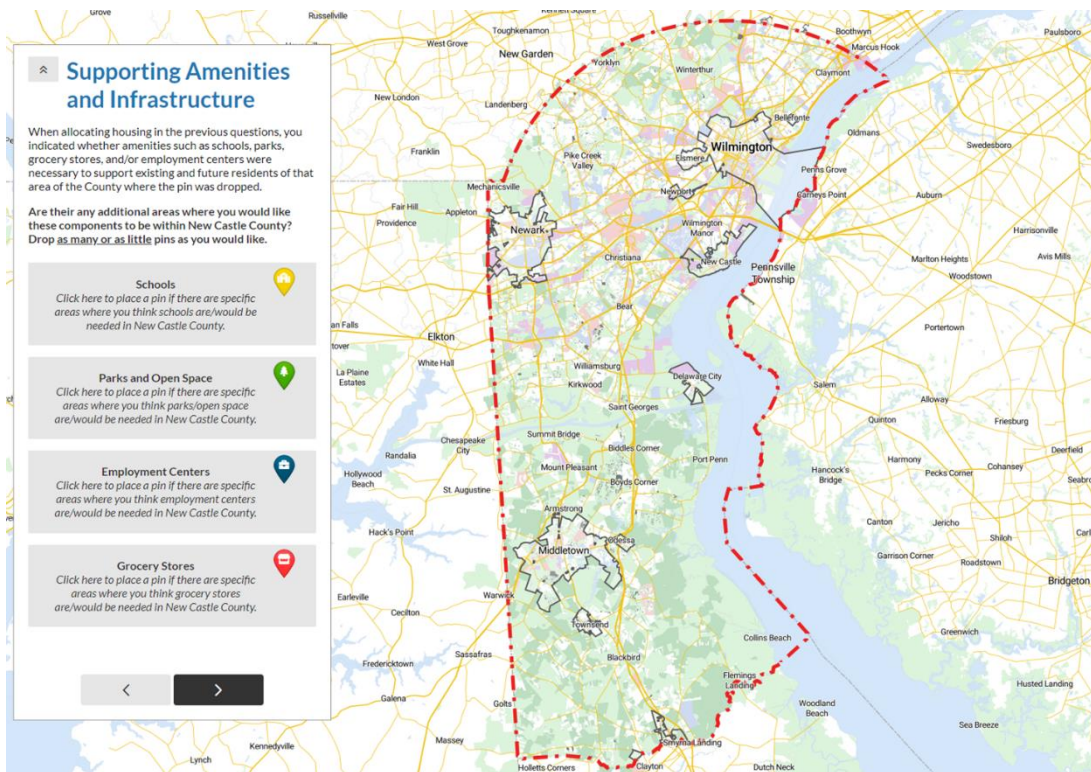 Supporting Amenities
and Infrastructure
When allocating housing in the previous questions, you
indicated whether amenities such as schools, parks,
grocery stores, and/or employment centers were
necessary to support existing and future residents of that
area of the County where the pin was dropped.
Are their any additional areas where you would like
these components to be within New Castle County?
Drop as many or as little pins as you would like.
Schools
Click here to place a pin if there are specific
areas where you think schools are/would be
needed in New Castle County.
Parks and Open Space
Click here to place a pin if there are specific
areas where you think parks/open space
are/would be needed in New Castle County.
Employment Centers
Click here to place a pin if there are specific
areas where you think employment centers
are/would be needed in New Castle County.
Grocery Stores
Click here to place a pin if there are specific
areas where you think grocery stores
are/would be needed in New Castle County.
Grove
Russellville
Toughkenamon
Boothwyn
Paulsboro
West Grove
New Garden
Marcus Hook
Yorklyn
Winterthur
Claymont
New London
Landenberg
Bellefonte
Oldmans
Franklin
Pike Creek
Valley
Elsmere
Wilmington
Swedesboro
Penns Grove
Mechanicsville
Newport
Carneys Point
Auburn
Fair Hill
Providence
Appleton
Newark
Wilmington
Manor
Harrisonville
Christiana
New Castle
Marlton Heights
Avis Mills
Pennsville
Township
Woodstown
Bear
Elkton
Portertown
White Hall
La Plaine
Estates
Williamsburg
Kirkwood
Delaware City
Salem
Alloway
Saint Georges
Quinton
Friesburg
Chesapeake
City
Summit Bridge
Biddles Corner
Randalia
Port Penn
Harmony
Deerfield
Hollywood
Beach
Mount Pleasant
Hancock's
Bridge
Pecks Corner
Cohansey
St. Augustine
Boyds Corner
Armstrong
Canton
Jericho
Hack's Point
Shiloh
Middletown
Odessa
Garrison Corner
Roadstown
Bridgeton
Earleville
Cecilton
Warwick
Townsend
Collins Beach
Greenwich
Sassafras
Blackbird
Fredericktown
Flemings
Landing
Husted Landing
Galena
Golts
Woodland
Beach
Sea Breeze
Massey
Kennedyville
Smyrna Landing
Lynch
Holletts Corners
Clayton
Dutch Neck